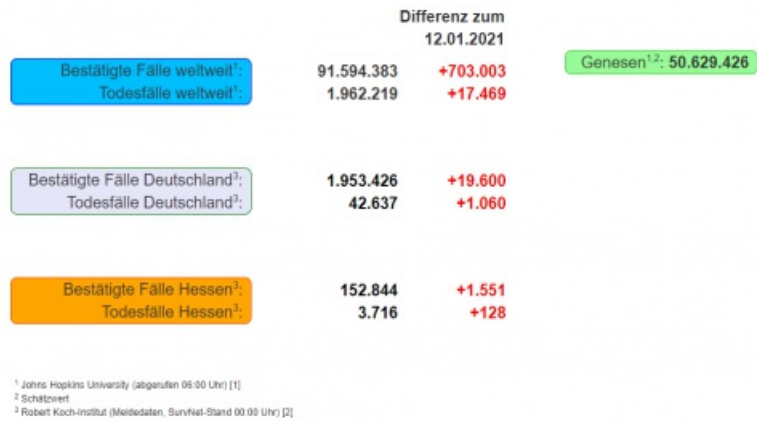 Differenz zum
12.01.2021
Bestätigte Fälle weltweit¹: 91.594.383 +703.003 Genesen¹·²: 50.629.426
Todesfälle weltweit¹: 1.962.219 +17.469
Bestätigte Fälle Deutschland³: 1.953.426 +19.600
Todesfälle Deutschland³: 42.637 +1.060
Bestätigte Fälle Hessen³: 152.844 +1.551
Todesfälle Hessen³: 3.716 +128
¹ Johns Hopkins University (abgerufen 06:00 Uhr) [1]
² Schätzwert
³ Robert Koch-Institut (Meldedaten, SurvNet-Stand 00:00 Uhr) [2]